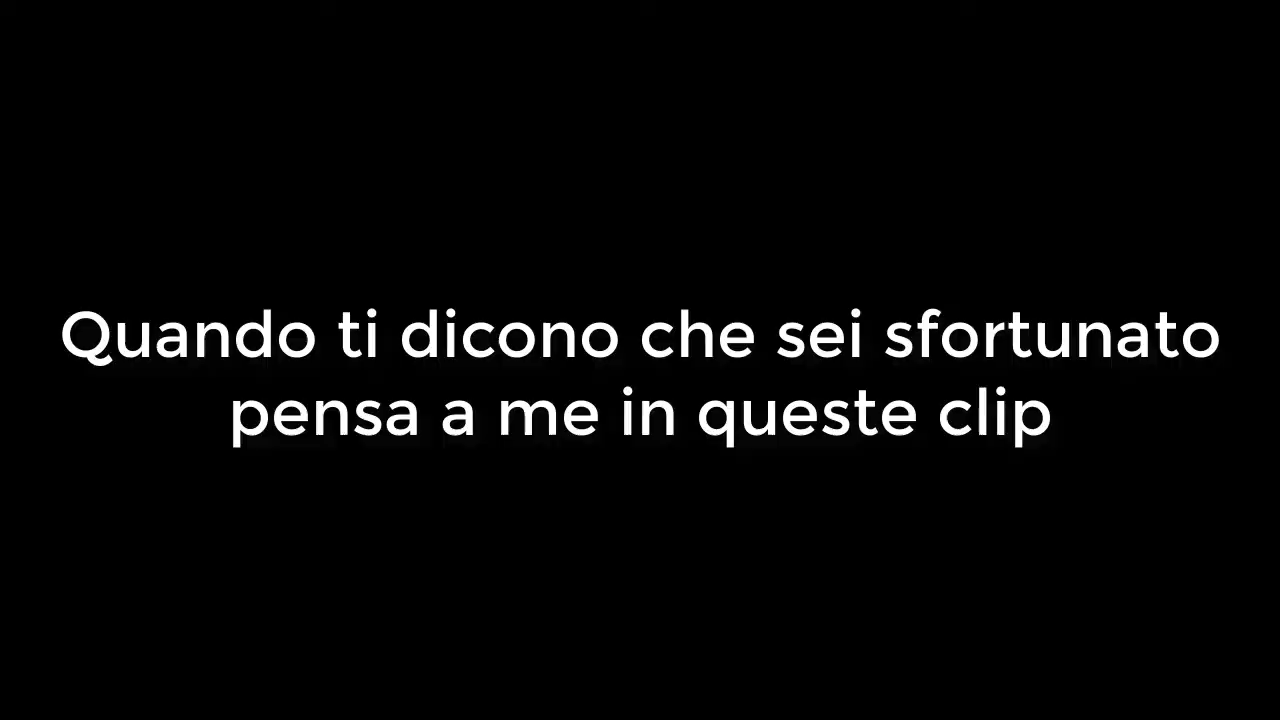 Quando ti dicono che sei sfortunato
pensa a me in queste clip